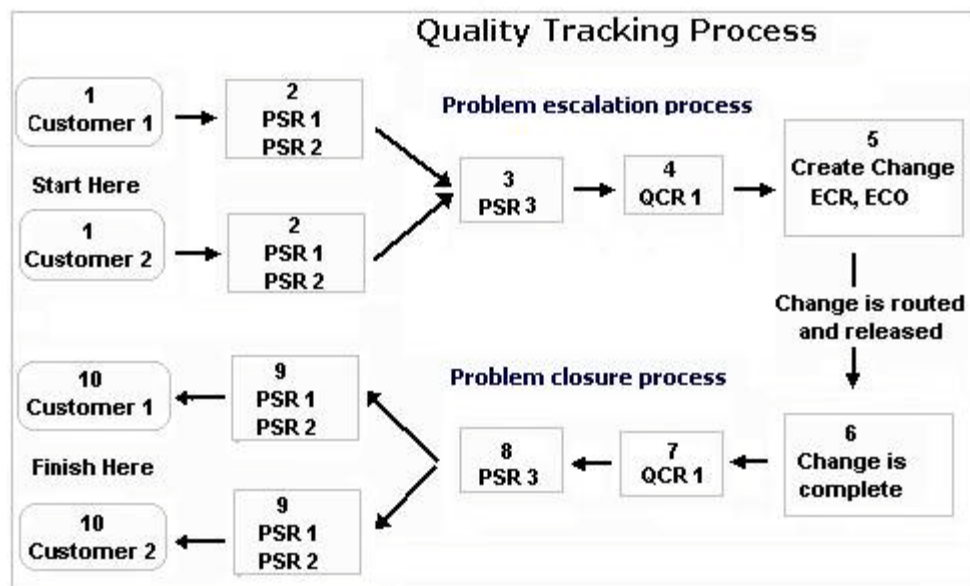 Quality Tracking Process
1
Customer 1
2
PSR 1
PSR 2
Problem escalation process
Start Here
1
Customer 2
2
PSR 1
PSR 2
3
PSR 3
4
QCR 1
5
Create Change
ECR, ECO
Change is routed
and released
Problem closure process
6
Change is
complete
7
QCR 1
8
PSR 3
9
PSR 1
PSR 2
10
Customer 1
Finish Here
9
PSR 1
PSR 2
10
Customer 2